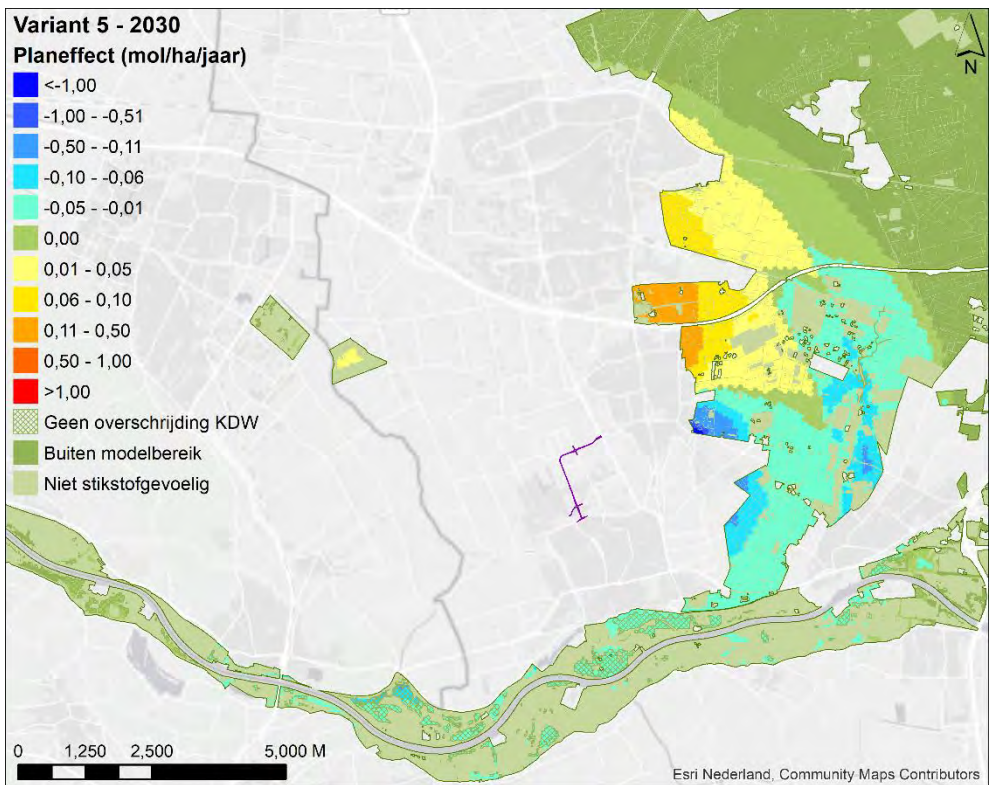 Variant 5 - 2030
Planeffect (mol/ha/jaar)
<-1,00
-1,00 - -0,51
-0,50 - -0,11
-0,10 - -0,06
-0,05 - -0,01
0,00
0,01 - 0,05
0,06 - 0,10
0,11 - 0,50
0,50 - 1,00
>1,00
Geen overschrijding KDW
Buiten modelbereik
Niet stikstofgevoelig
N
0 1,250 2,500 5,000 M
Esri Nederland, Community Maps Contributors